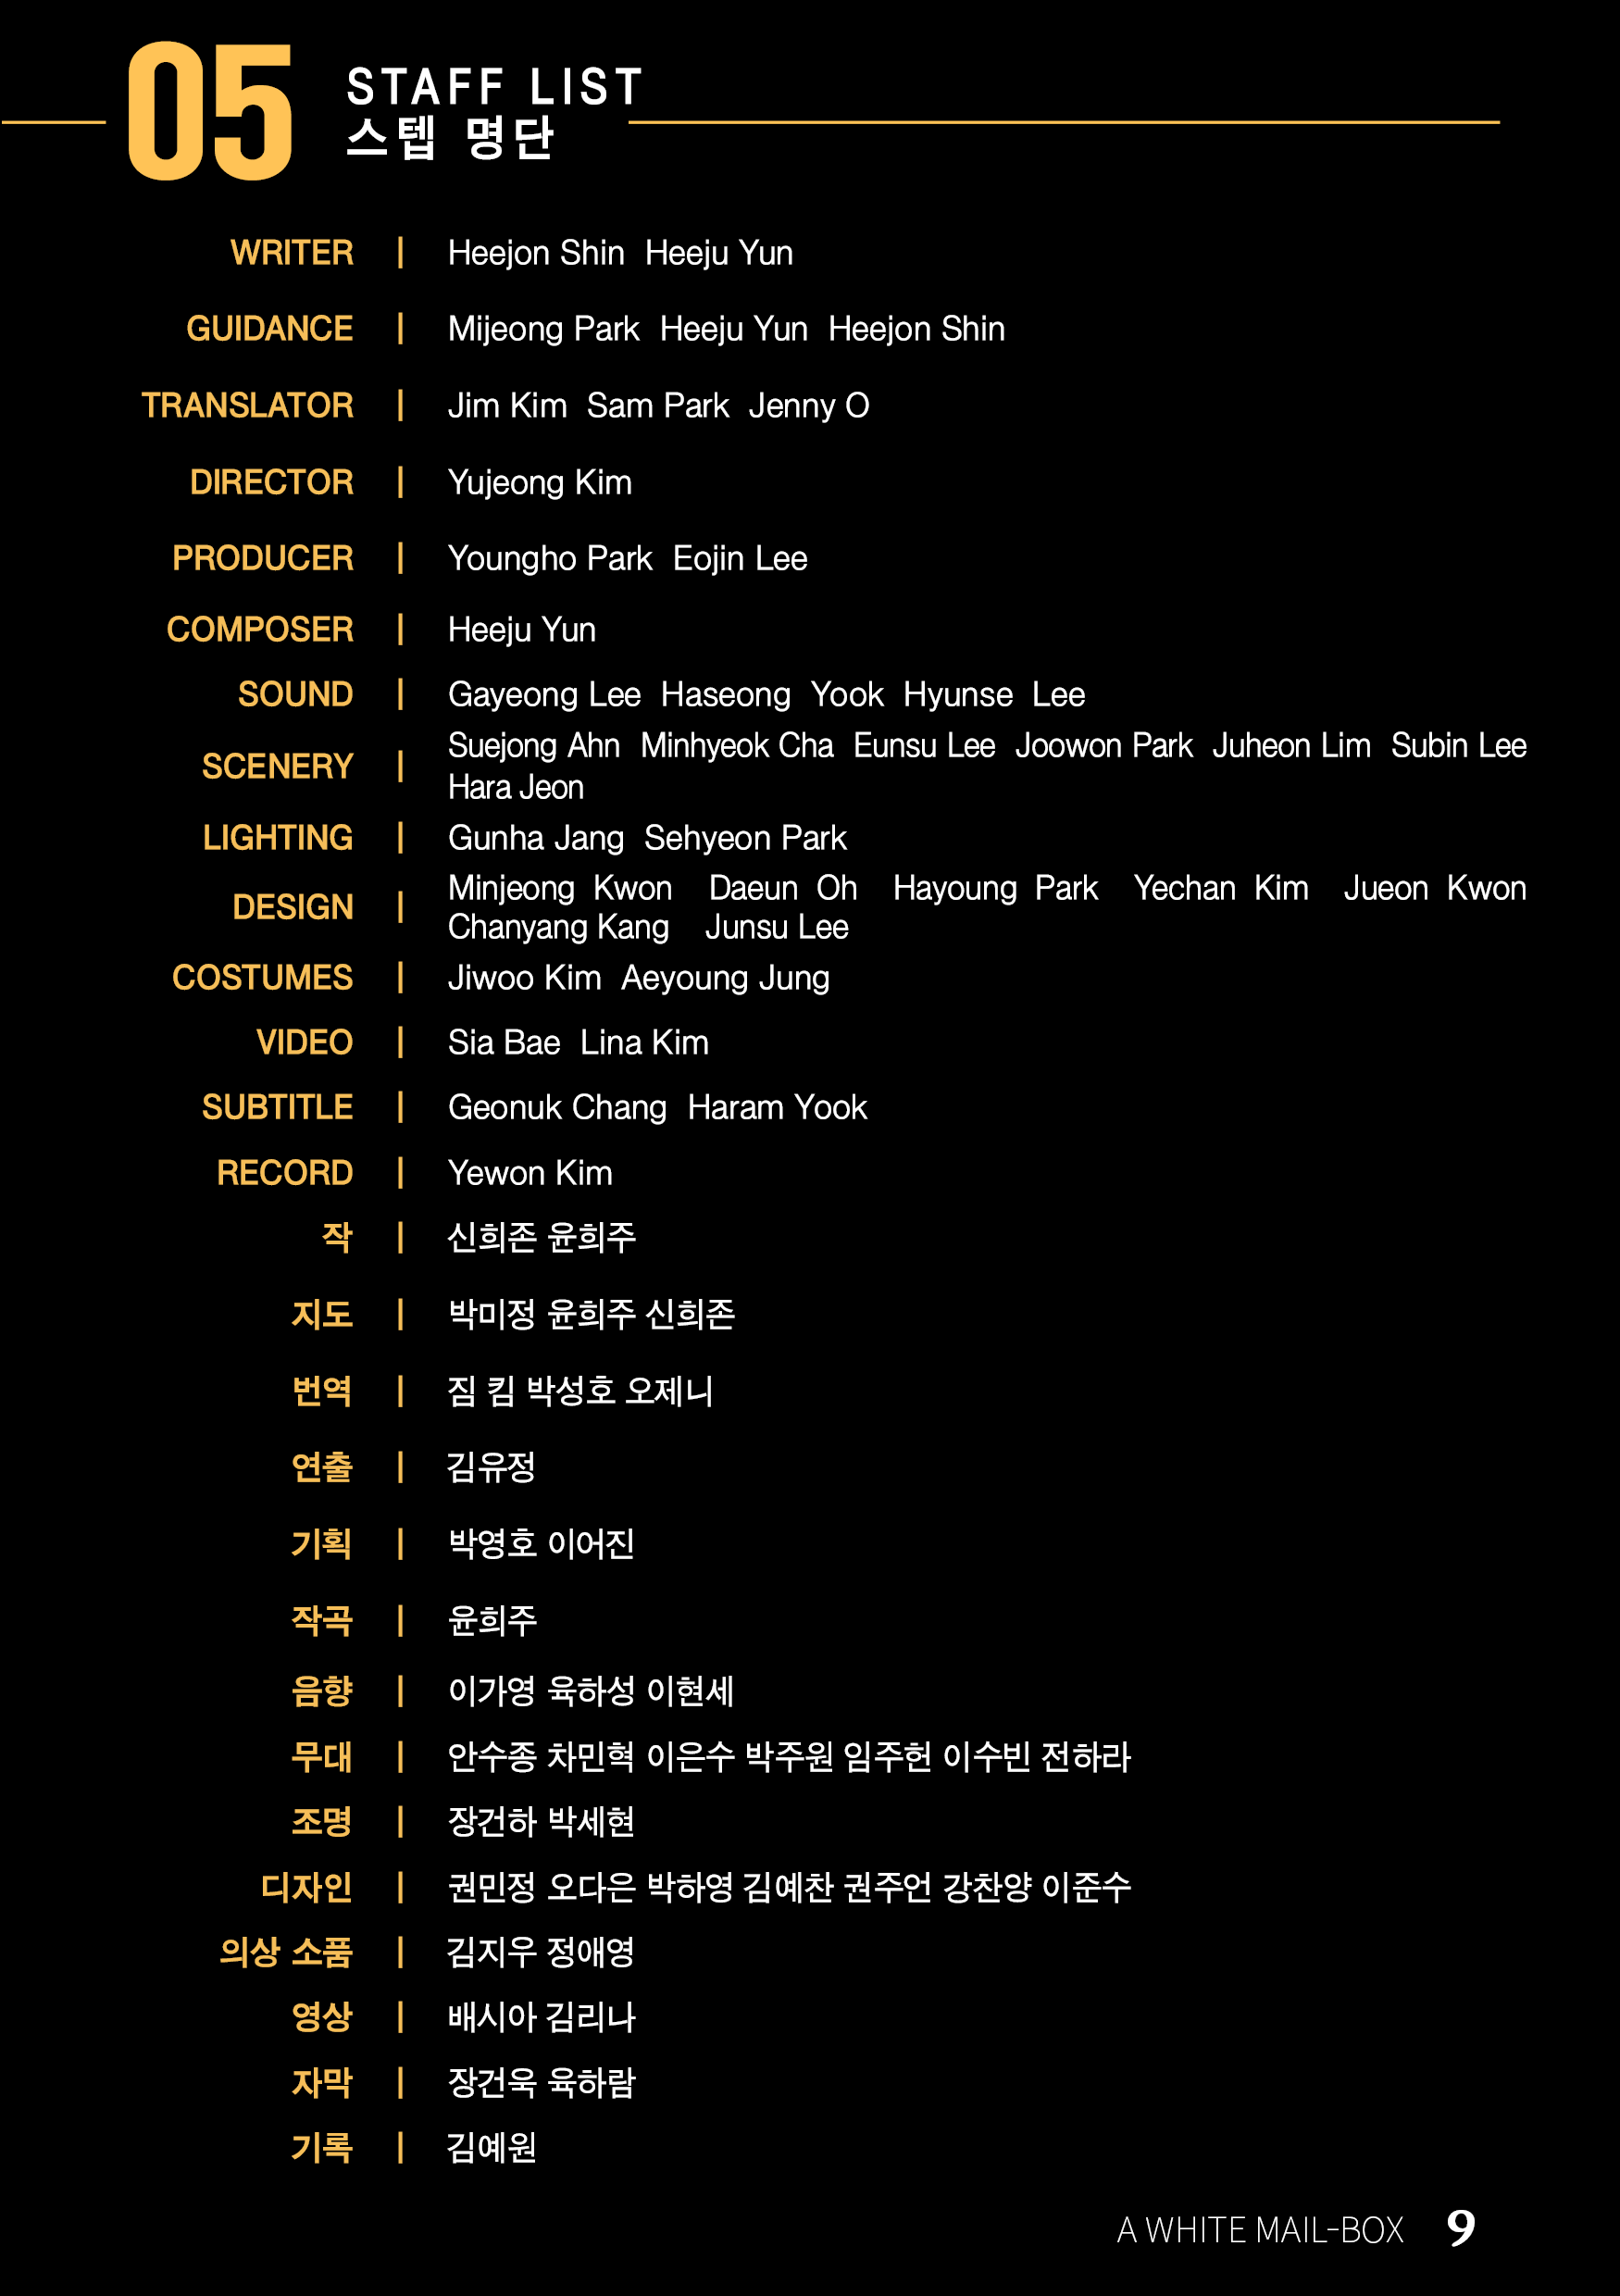 05
STAFF LIST
스텝 명단
WRITER | Heejon Shin Heeju Yun
GUIDANCE | Mijeong Park Heeju Yun Heejon Shin
TRANSLATOR | Jim Kim Sam Park Jenny O
DIRECTOR | Yujeong Kim
PRODUCER | Youngho Park Eojin Lee
COMPOSER | Heeju Yun
SOUND | Gayeong Lee Haseong Yook Hyunse Lee
SCENERY | Suejong Ahn Minhyeok Cha Eunsu Lee Joowon Park Juheon Lim Subin Lee
Hara Jeon
LIGHTING | Gunha Jang Sehyeon Park
DESIGN | Minjeong Kwon Daeun Oh Hayoung Park Yechan Kim Jueon Kwon
Chanyang Kang Junsu Lee
COSTUMES | Jiwoo Kim Aeyoung Jung
VIDEO | Sia Bae Lina Kim
SUBTITLE | Geonuk Chang Haram Yook
RECORD | Yewon Kim
작 | 신희존 윤희주
지도 | 박미정 윤희주 신희존
번역 | 짐 킴 박성호 오제니
연출 | 김유정
기획 | 박영호 이어진
작곡 | 윤희주
음향 | 이가영 육하성 이현세
무대 | 안수종 차민혁 이은수 박주원 임주헌 이수빈 전하라
조명 | 장건하 박세현
디자인 | 권민정 오다은 박하영 김예찬 권주언 강찬양 이준수
의상 소품 | 김지우 정애영
영상 | 배시아 김리나
자막 | 장건욱 육하람
기록 | 김예원
A WHITE MAIL-BOX 9